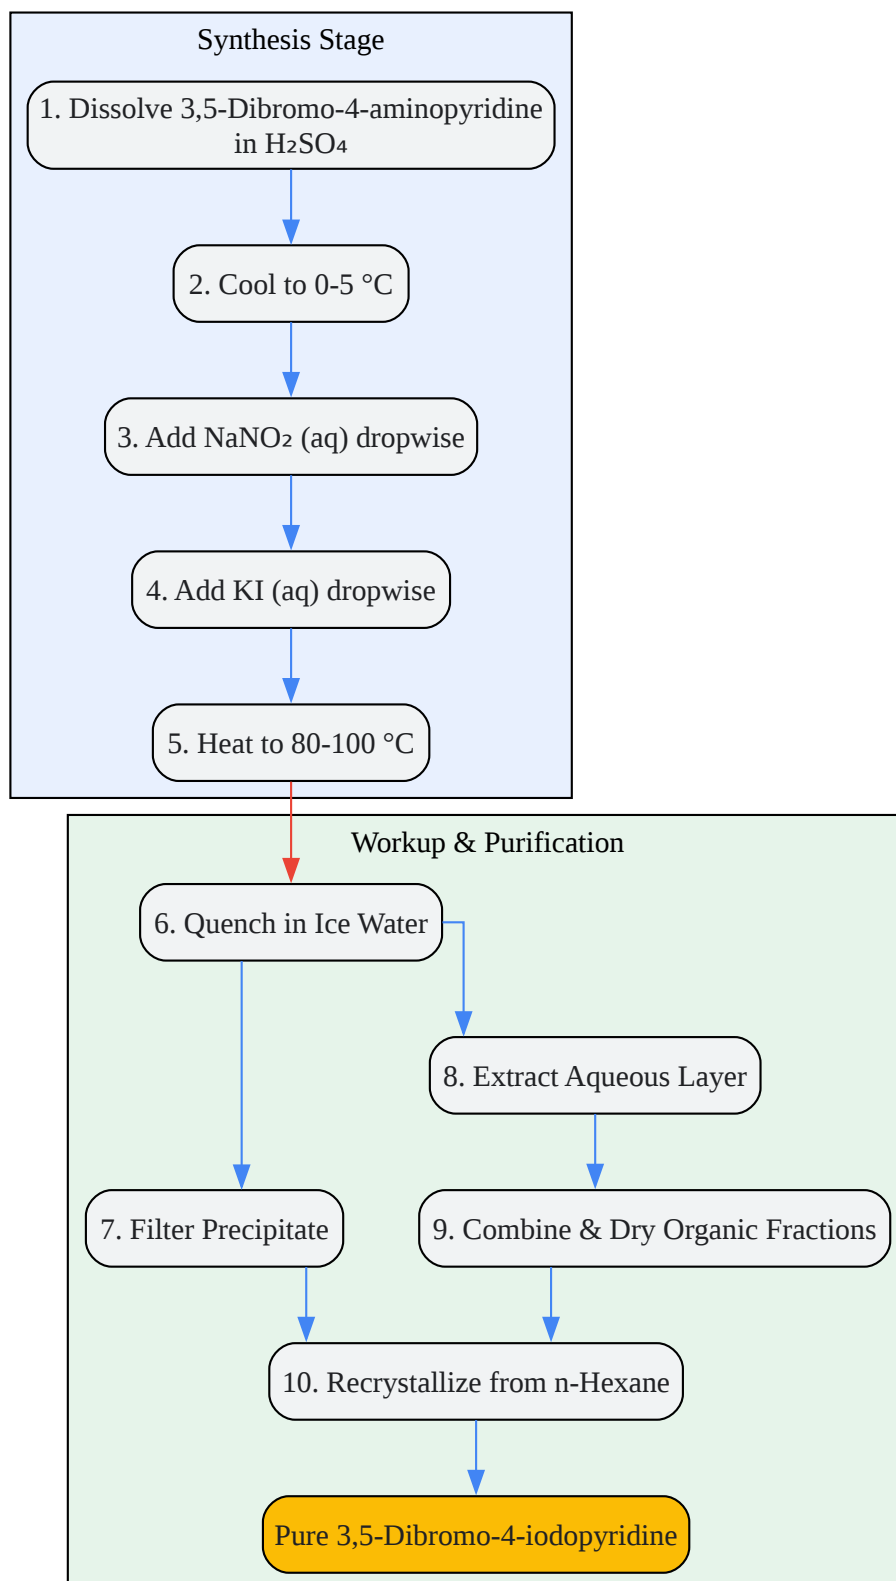 Synthesis Stage
1. Dissolve 3,5-Dibromo-4-aminopyridine
in H₂SO₄
2. Cool to 0-5 °C
3. Add NaNO₂ (aq) dropwise
4. Add KI (aq) dropwise
5. Heat to 80-100 °C
Workup & Purification
6. Quench in Ice Water
8. Extract Aqueous Layer
7. Filter Precipitate
9. Combine & Dry Organic Fractions
10. Recrystallize from n-Hexane
Pure 3,5-Dibromo-4-iodopyridine